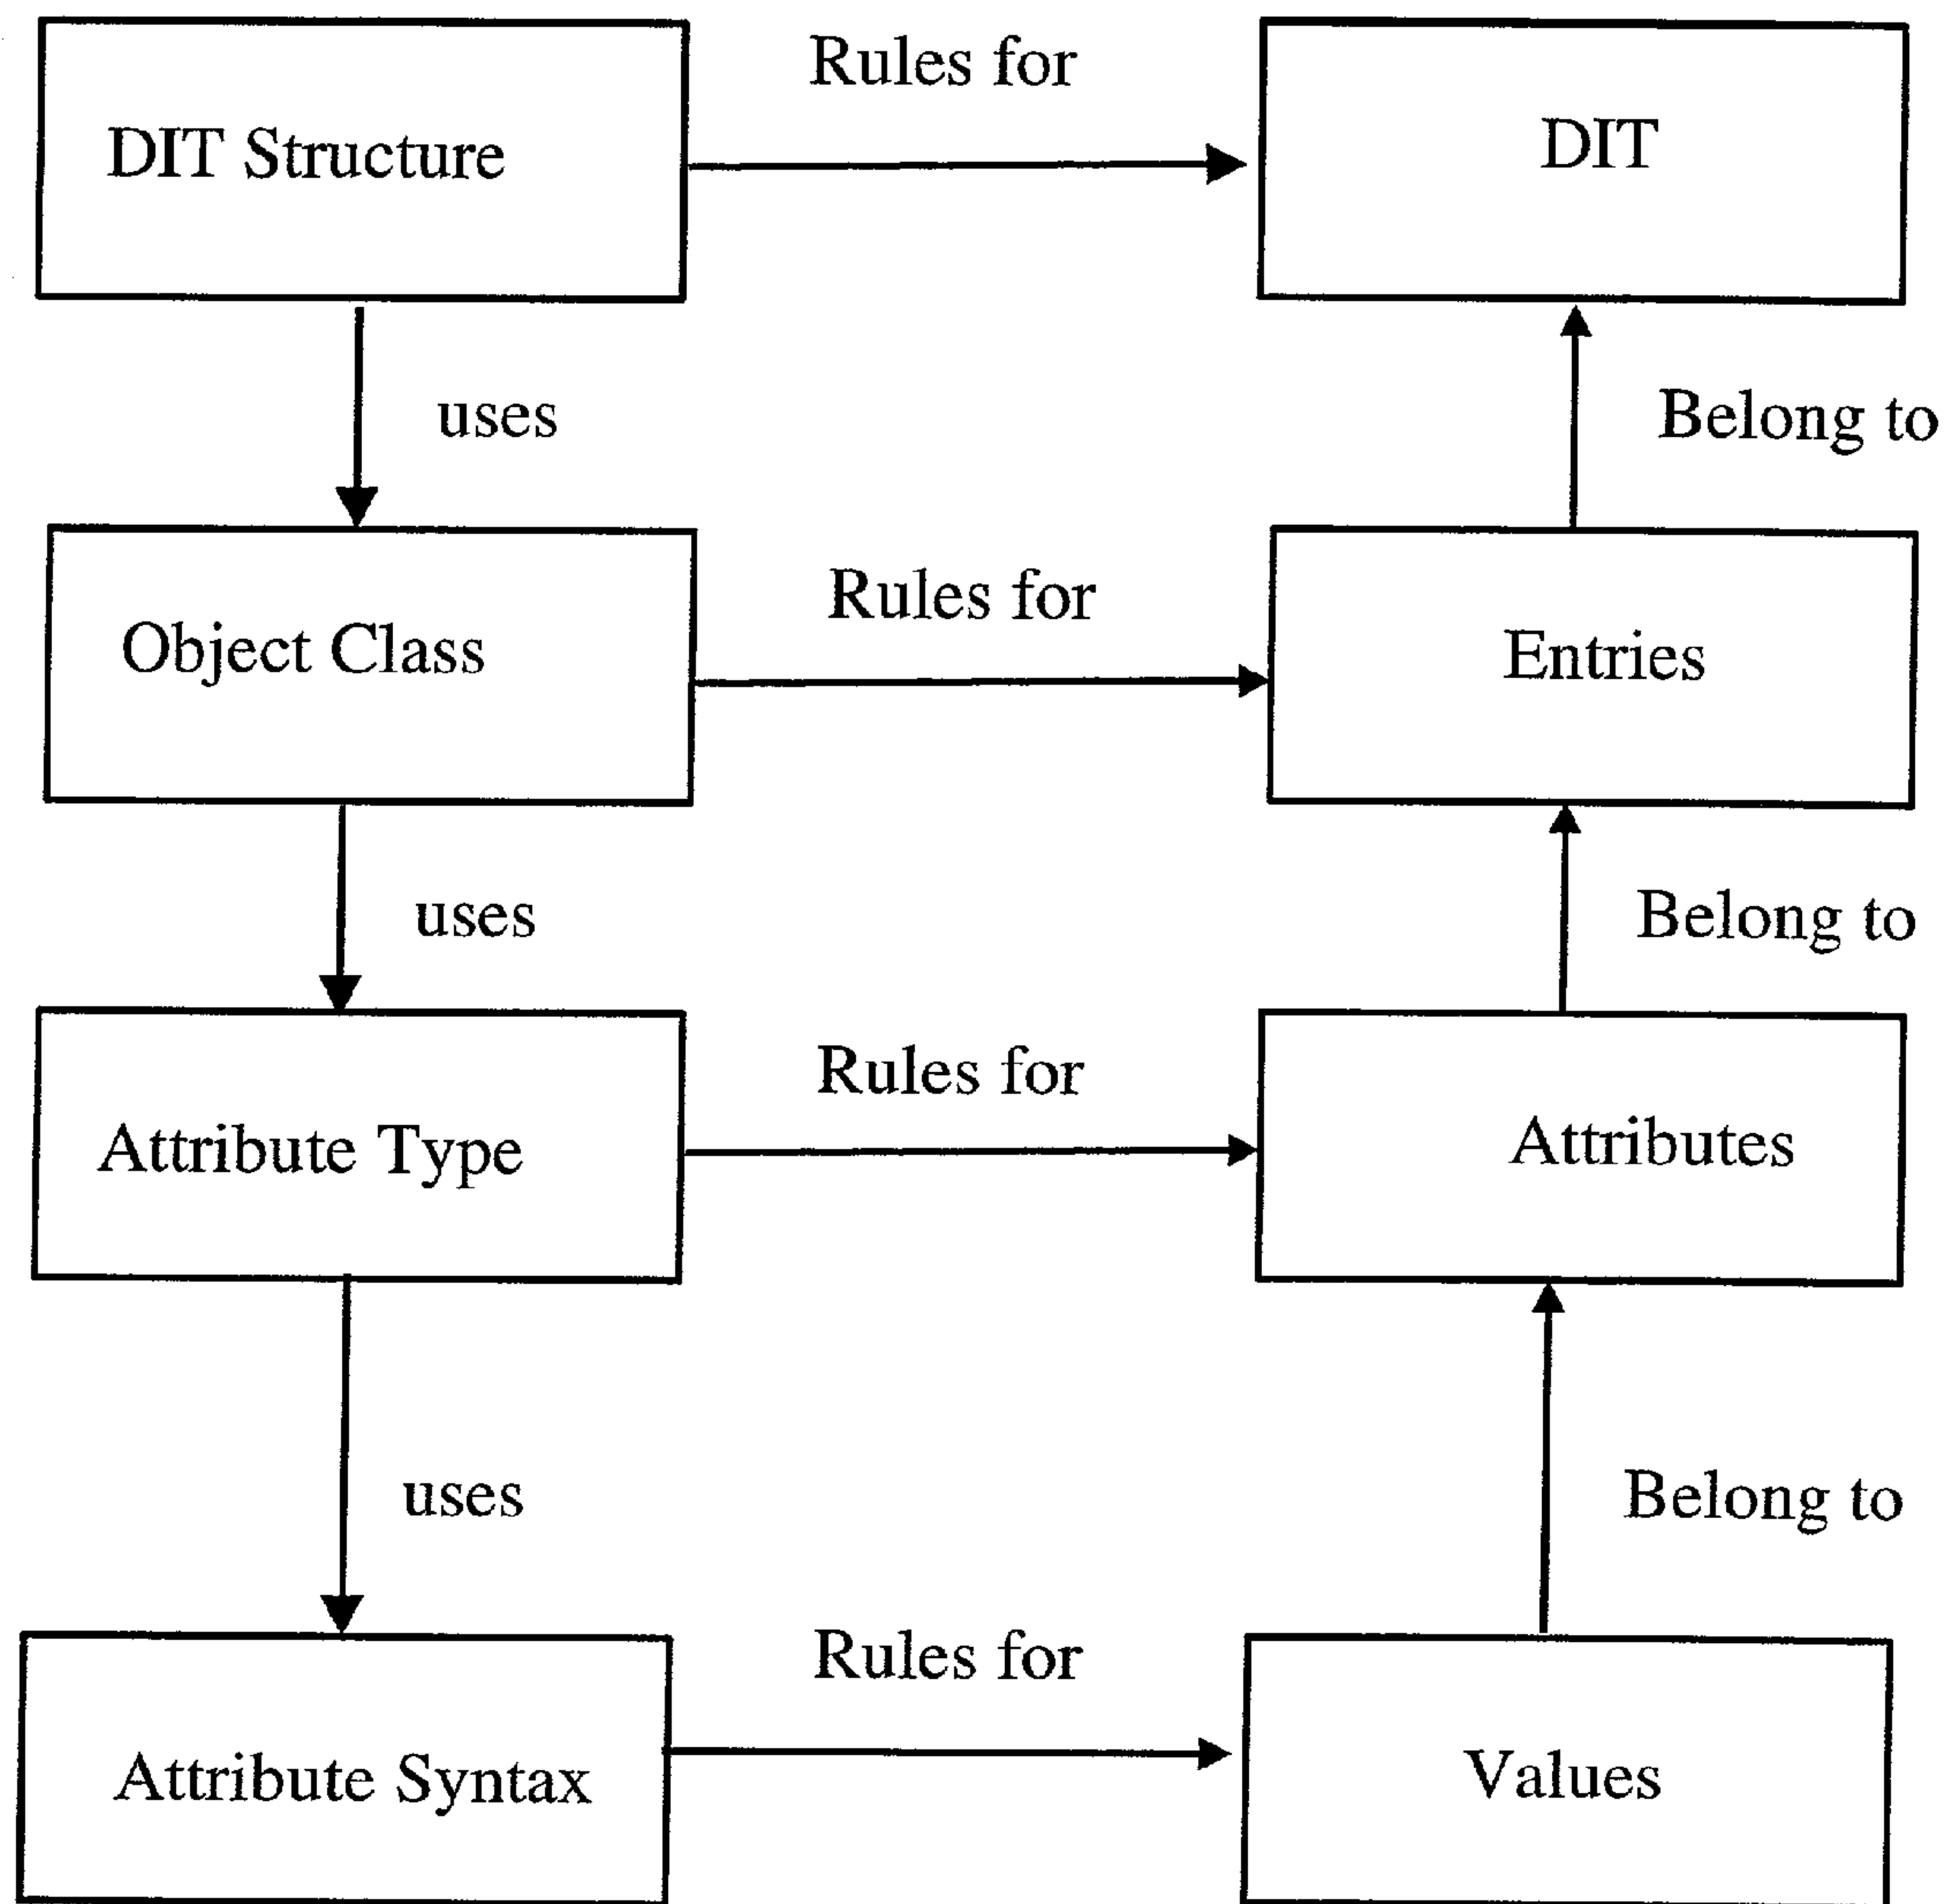 Rules for
DIT Structure
DIT
uses
Belong to
Rules for
Object Class
Entries
uses
Belong to
Rules for
Attribute Type
Attributes
uses
Belong to
Rules for
Attribute Syntax
Values